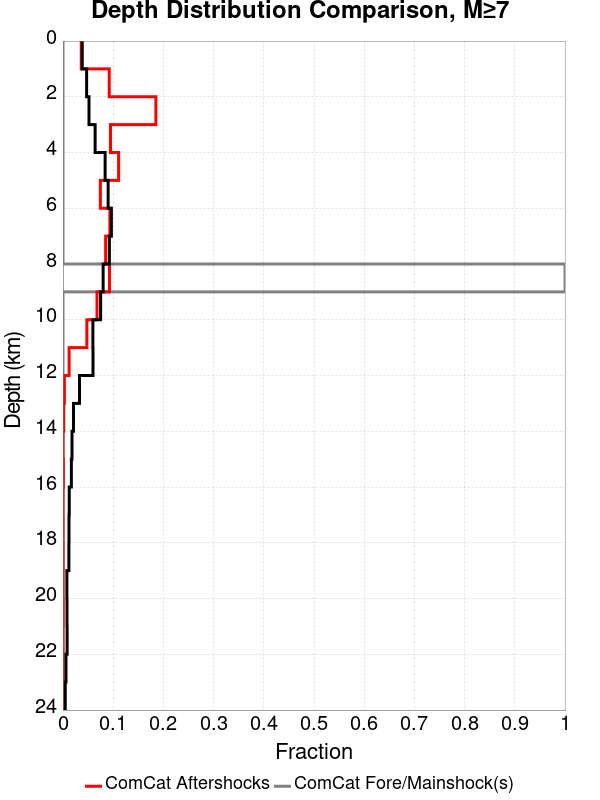 Depth Distribution Comparison, M≥7
0
2
4
6
8
10
12
14
16
18
20
22
24
Depth (km)
0 0.1 0.2 0.3 0.4 0.5 0.6 0.7 0.8 0.9 1
Fraction
ComCat Aftershocks ComCat Fore/Mainshock(s)